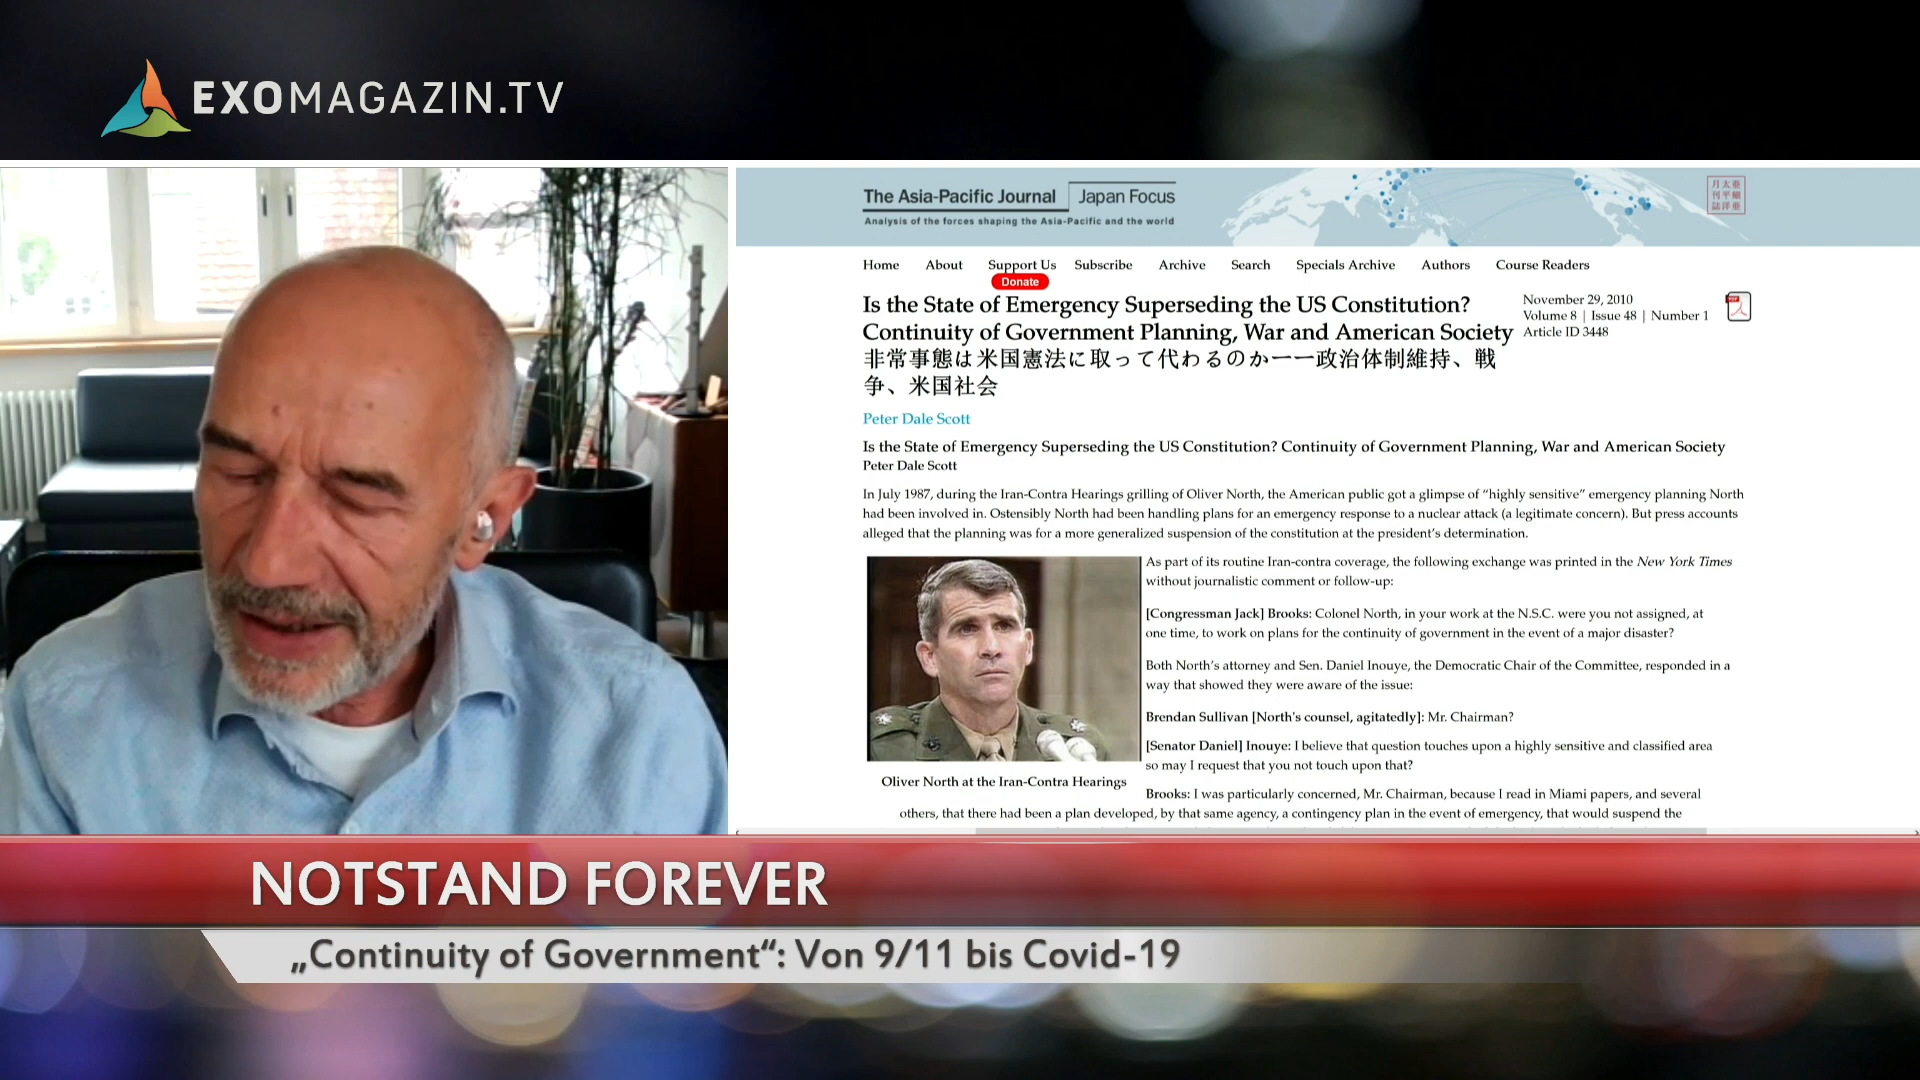 EXOMAGAZIN.TV
The Asia-Pacific Journal | Japan Focus
Analysis of the forces shaping the Asia-Pacific and the world
月太亜
刊平細
誌洋亜
Home About Support Us Subscribe Archive Search Specials Archive Authors Course Readers
Donate
Is the State of Emergency Superseding the US Constitution?
Continuity of Government Planning, War and American Society
非常事態は米国憲法に取って代わるのかーー政治体制維持、戦
争、米国社会
November 29, 2010
Volume 8 | Issue 48 | Number 1
Article ID 3448
Peter Dale Scott
Is the State of Emergency Superseding the US Constitution? Continuity of Government Planning, War and American Society
Peter Dale Scott
In July 1987, during the Iran-Contra Hearings grilling of Oliver North, the American public got a glimpse of “highly sensitive” emergency planning North
had been involved in. Ostensibly North had been handling plans for an emergency response to a nuclear attack (a legitimate concern). But press accounts
alleged that the planning was for a more generalized suspension of the constitution at the president’s determination.
As part of its routine Iran-contra coverage, the following exchange was printed in the New York Times
without journalistic comment or follow-up:
[Congressman Jack] Brooks: Colonel North, in your work at the N.S.C. were you not assigned, at
one time, to work on plans for the continuity of government in the event of a major disaster?
Both North’s attorney and Sen. Daniel Inouye, the Democratic Chair of the Committee, responded in a
way that showed they were aware of the issue:
Brendan Sullivan [North's counsel, agitatedly]: Mr. Chairman?
[Senator Daniel] Inouye: I believe that question touches upon a highly sensitive and classified area
so may I request that you not touch upon that?
Oliver North at the Iran-Contra Hearings
Brooks: I was particularly concerned, Mr. Chairman, because I read in Miami papers, and several
others, that there had been a plan developed, by that same agency, a contingency plan in the event of emergency, that would suspend the
NOTSTAND FOREVER
„Continuity of Government“: Von 9/11 bis Covid-19